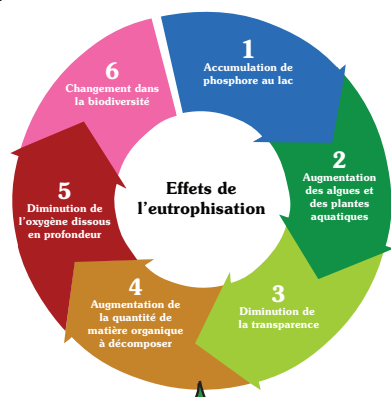 1
Accumulation de
phosphore au lac
2
Augmentation
des algues et
des plantes
aquatiques
3
Diminution de
la transparence
4
Augmentation de
la quantité de
matière organique
à décomposer
5
Diminution de
l'oxygène dissous
en profondeur
6
Changement dans
la biodiversité
Effets de
l'eutrophisation